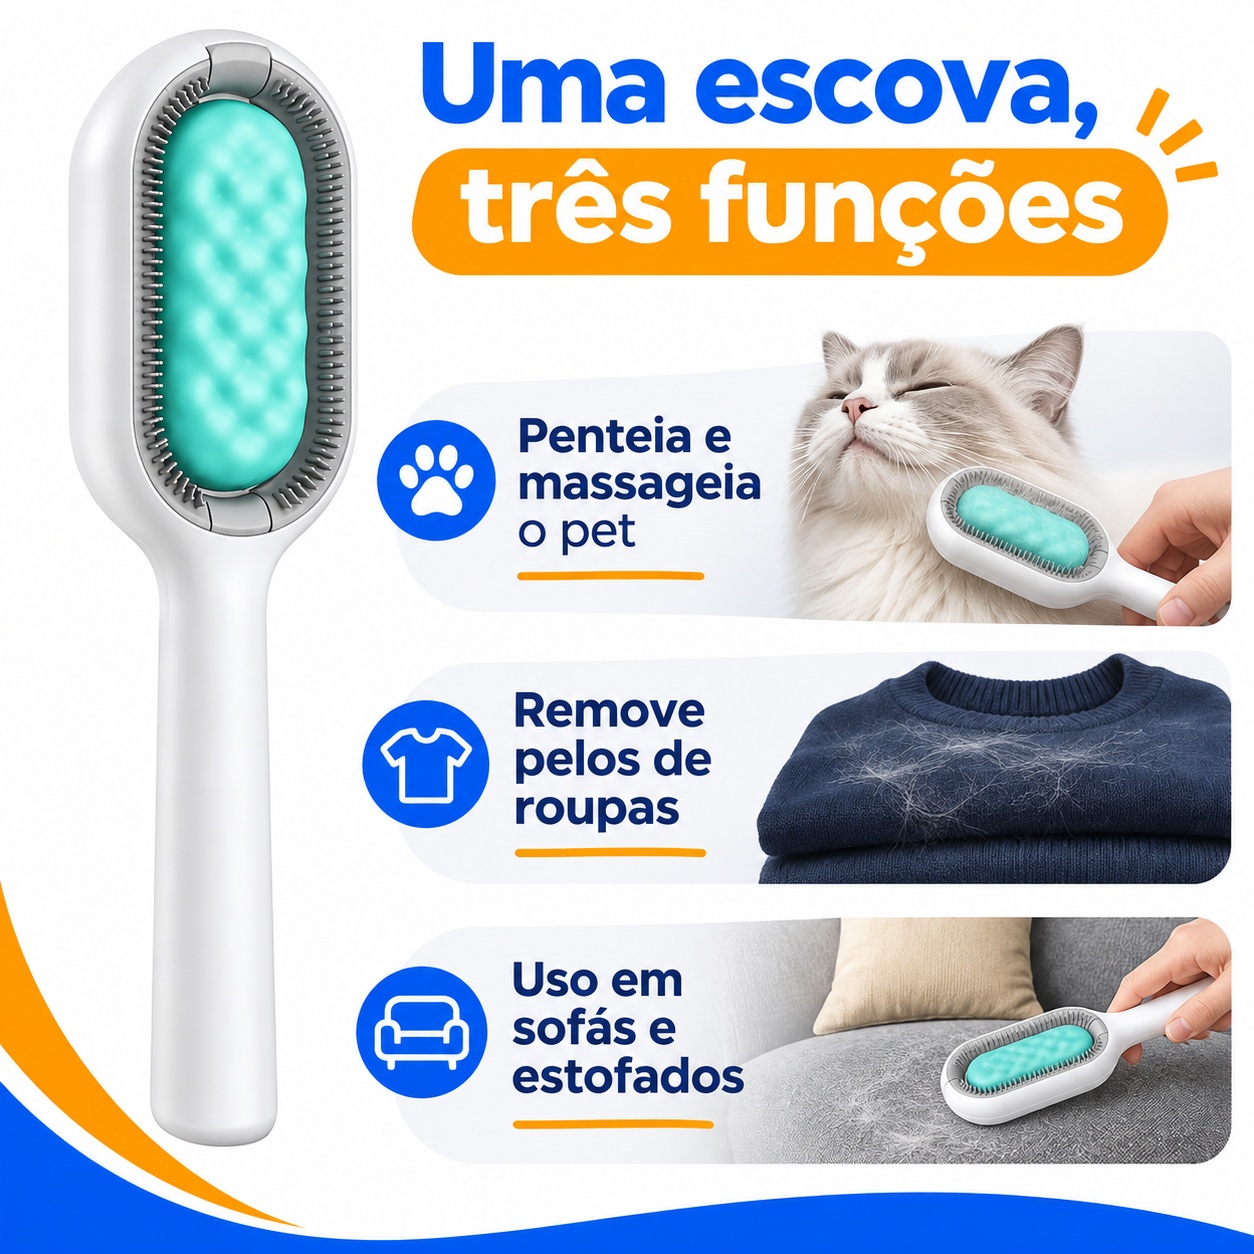 Uma escova,
três funções
Penteia e
massageia
o pet
Remove
pelos de
roupas
Uso em
sofás e
estofados